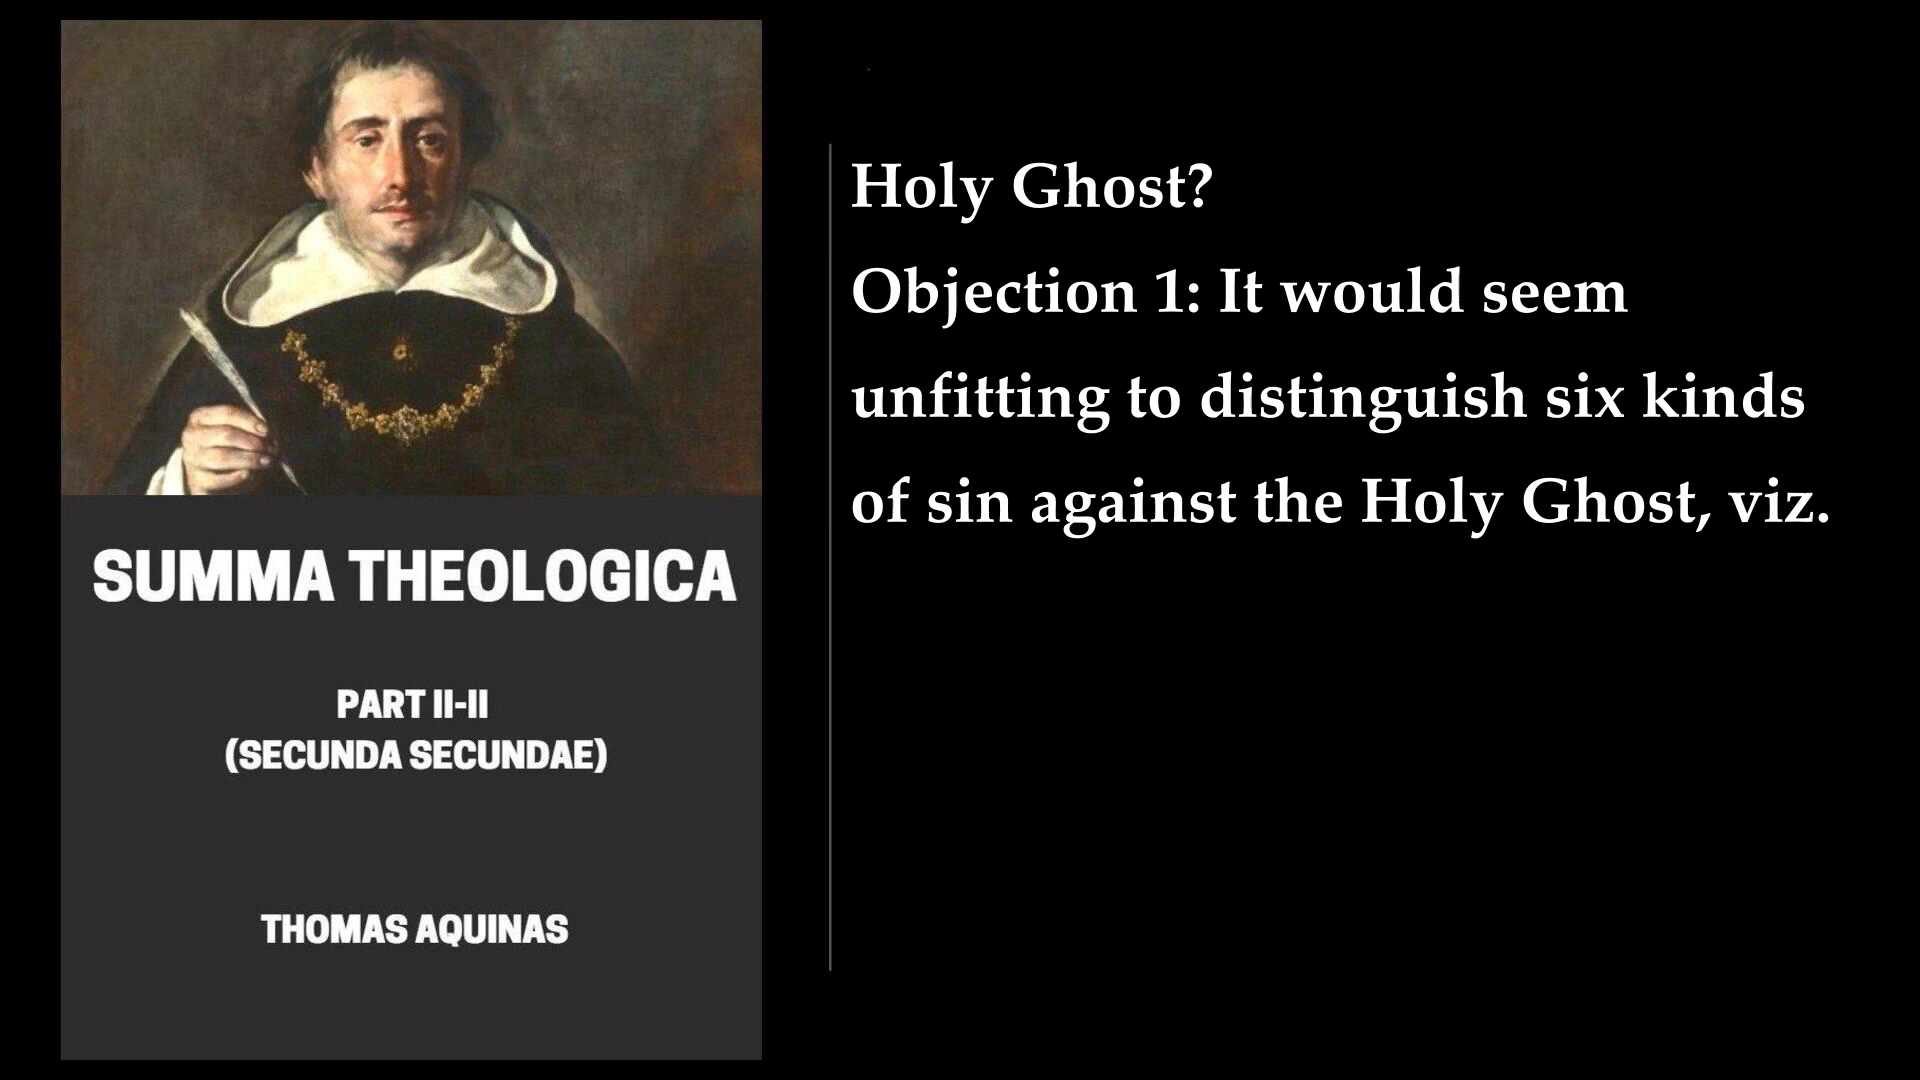 SUMMA THEOLOGICA
PART II-II
(SECUNDA SECUNDAE)
THOMAS AQUINAS
Holy Ghost?
Objection 1: It would seem
unfitting to distinguish six kinds
of sin against the Holy Ghost, viz.